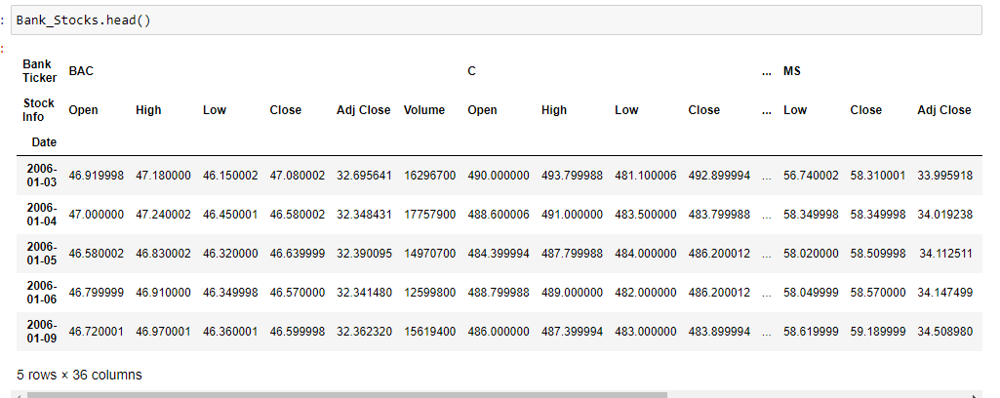 : Bank_Stocks.head()
:
Bank Ticker BAC C ... MS
Stock Info Open High Low Close Adj Close Volume Open High Low Close ... Low Close Adj Close
Date
2006-01-03 46.919998 47.180000 46.150002 47.080002 32.695641 16296700 490.000000 493.799988 481.100006 492.899994 ... 56.740002 58.310001 33.995918
2006-01-04 47.000000 47.240002 46.450001 46.580002 32.348431 17757900 488.600006 491.000000 483.500000 483.799988 ... 58.349998 58.349998 34.019238
2006-01-05 46.580002 46.830002 46.320000 46.639999 32.390095 14970700 484.399994 487.799988 484.000000 486.200012 ... 58.020000 58.509998 34.112511
2006-01-06 46.799999 46.910000 46.349998 46.570000 32.341480 12599800 488.799988 489.000000 482.000000 486.200012 ... 58.049999 58.570000 34.147499
2006-01-09 46.720001 46.970001 46.360001 46.599998 32.362320 15619400 486.000000 487.399994 483.000000 483.899994 ... 58.619999 59.189999 34.508980
5 rows × 36 columns